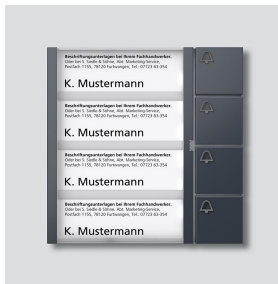 Beschriftungsunterlagen bei Ihrem Fachhandwerker.
Oder bei S. Siedle & Söhne, Abt. Marketing-Service,
Postfach 1155, 78120 Furtwangen, Tel.: 07723 63-354
K. Mustermann
Beschriftungsunterlagen bei Ihrem Fachhandwerker.
Oder bei S. Siedle & Söhne, Abt. Marketing-Service,
Postfach 1155, 78120 Furtwangen, Tel.: 07723 63-354
K. Mustermann
Beschriftungsunterlagen bei Ihrem Fachhandwerker.
Oder bei S. Siedle & Söhne, Abt. Marketing-Service,
Postfach 1155, 78120 Furtwangen, Tel.: 07723 63-354
K. Mustermann
Beschriftungsunterlagen bei Ihrem Fachhandwerker.
Oder bei S. Siedle & Söhne, Abt. Marketing-Service,
Postfach 1155, 78120 Furtwangen, Tel.: 07723 63-354
K. Mustermann